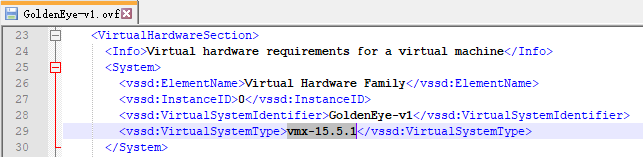 GoldenEye-v1.ovf
23 <VirtualHardwareSection>
24 <Info>Virtual hardware requirements for a virtual machine</Info>
25 <System>
26 <vssd:ElementName>Virtual Hardware Family</vssd:ElementName>
27 <vssd:InstanceID>0</vssd:InstanceID>
28 <vssd:VirtualSystemIdentifier>GoldenEye-v1</vssd:VirtualSystemIdentifier>
29 <vssd:VirtualSystemType>vmx-15.5.1</vssd:VirtualSystemType>
30 </System>